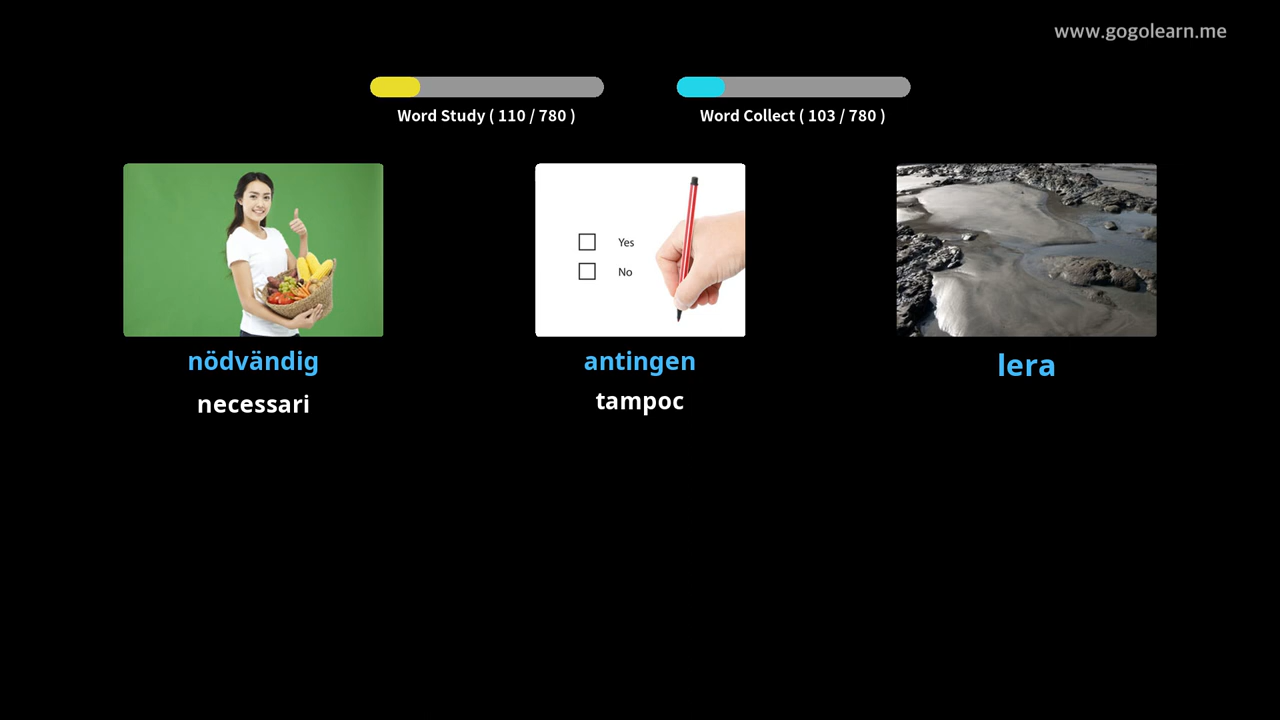 www.gogolearn.me
Word Study ( 110 / 780 )
Word Collect ( 103 / 780 )
Yes
No
nödvändig
antingen
lera
necessari
tampoc